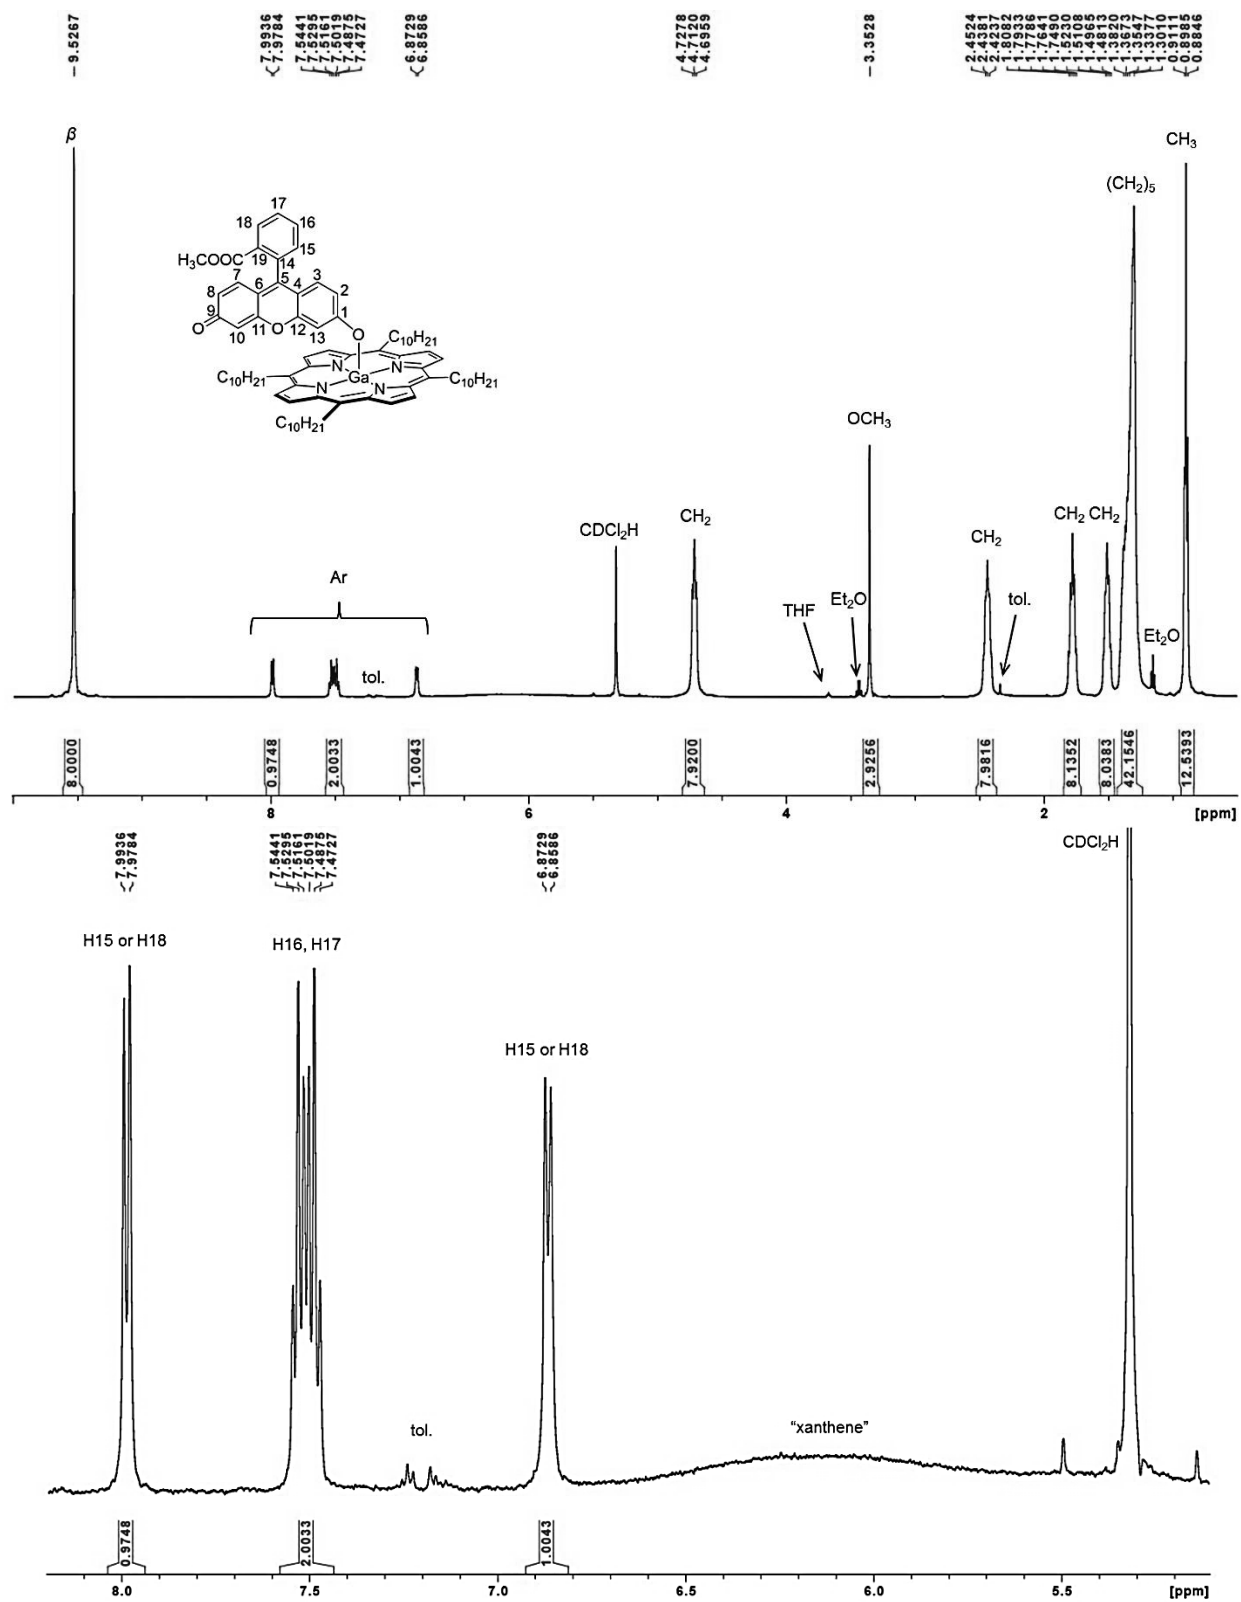 9.5267
7.9936
7.9784
7.5441
7.5295
7.5161
7.5019
7.4875
7.4727
6.8729
6.8586
4.7278
4.7120
4.6959
3.3528
2.4524
2.4381
2.4237
1.8082
1.7933
1.7786
1.7641
1.7490
1.5230
1.5108
1.4965
1.4813
1.3820
1.3673
1.3547
1.3377
1.3010
0.9111
0.8985
0.8846
β
CH3
(CH2)5
17
18
16
H3COOC
19
15
14
7
5
3
8
6
4
2
9
1
O
10
11
O
12
13
O
C10H21
N
N
C10H21
Ga
C10H21
N
N
C10H21
OCH3
CDCl2H
CH2
CH2
CH2
CH2
Ar
THF
Et2O
tol.
Et2O
tol.
8.0000
0.9748
2.0033
1.0043
7.9200
2.9256
7.9816
8.1352
8.0383
42.1546
12.5393
8
6
4
2
[ppm]
7.9936
7.9784
7.5441
7.5295
7.5161
7.5019
7.4875
7.4727
6.8729
6.8586
CDCl2H
H15 or H18
H16, H17
H15 or H18
tol.
"xanthene"
0.9748
2.0033
1.0043
8.0
7.5
7.0
6.5
6.0
5.5
[ppm]